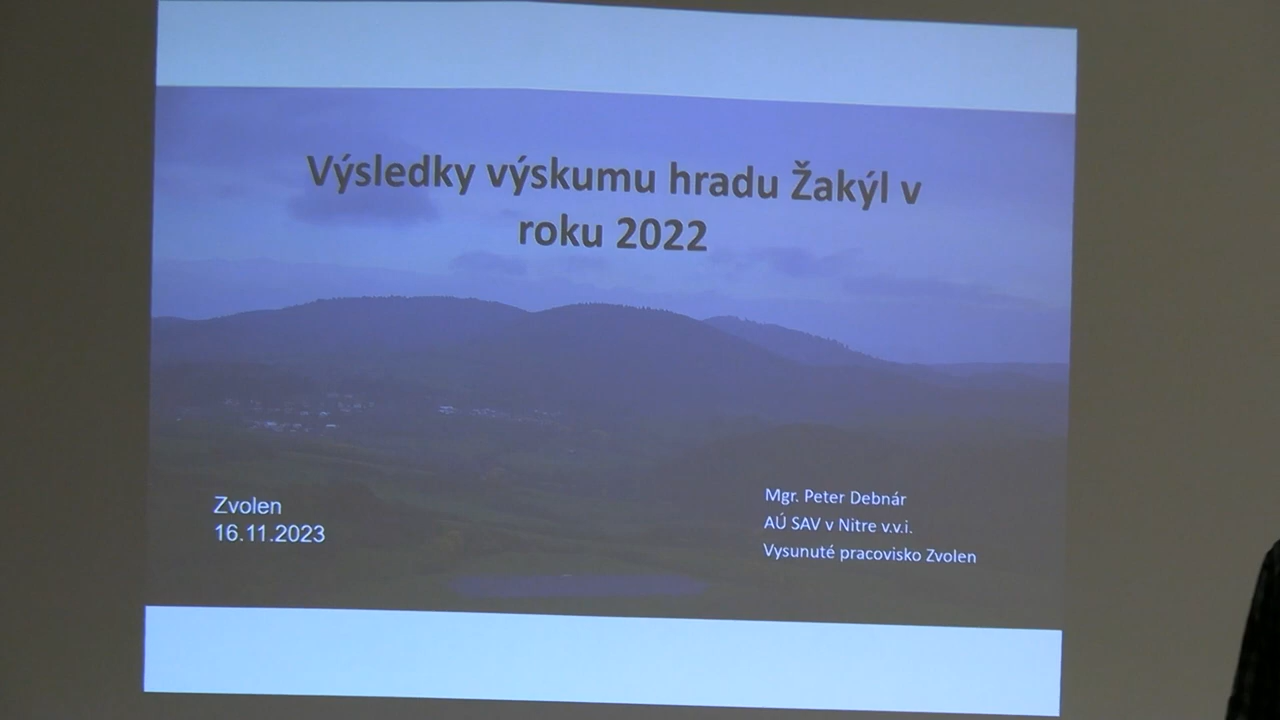 Výsledky výskumu hradu Žakýl v
roku 2022
Zvolen
16.11.2023
Mgr. Peter Debnár
AÚ SAV v Nitre v.v.i.
Vysunuté pracovisko Zvolen